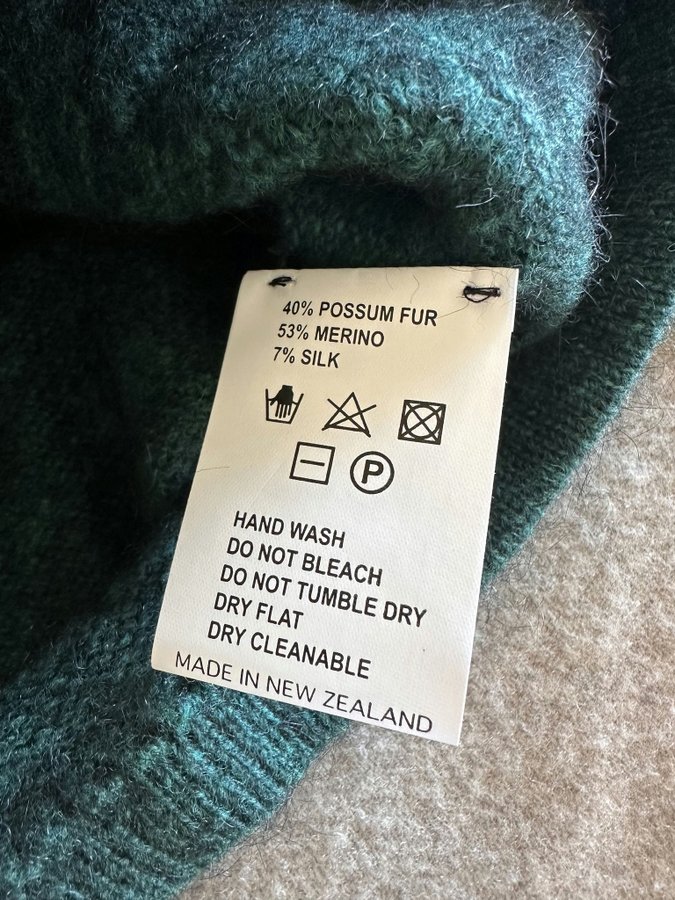 40% POSSUM FUR
53% MERINO
7% SILK
P
HAND WASH
DO NOT BLEACH
DO NOT TUMBLE DRY
DRY FLAT
DRY CLEANABLE
MADE IN NEW ZEALAND